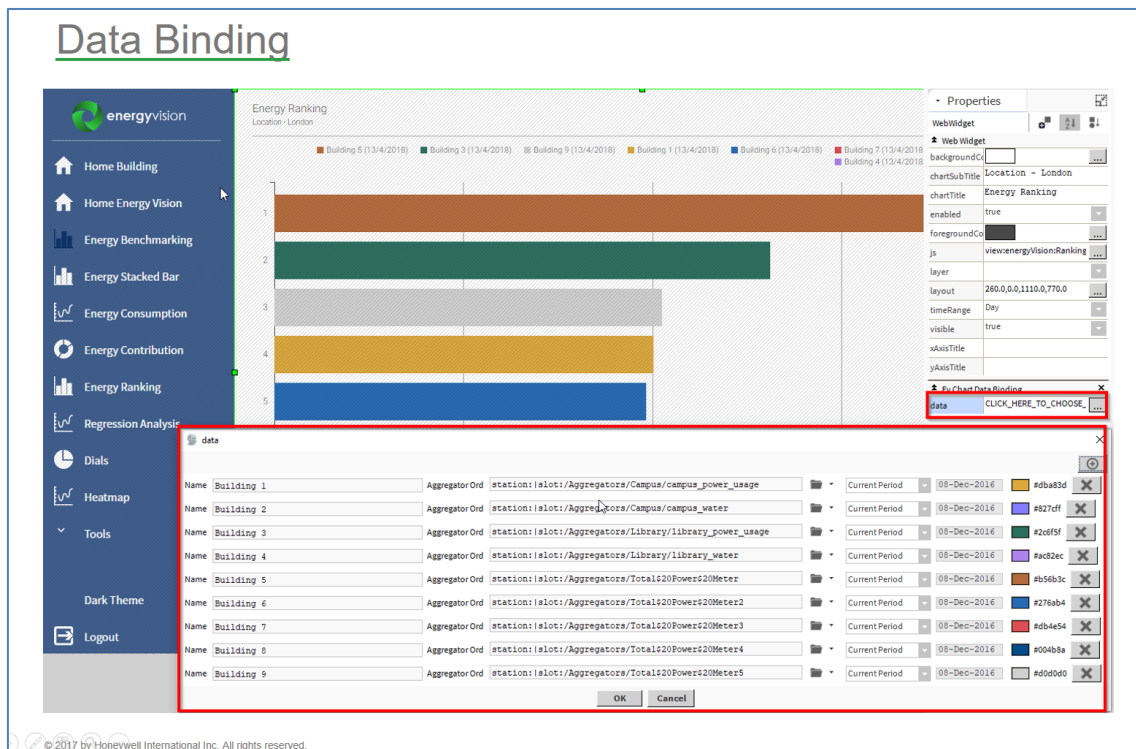 Data Binding
energyvision
Home Building
Home Energy Vision
Energy Benchmarking
Energy Stacked Bar
Energy Consumption
Energy Contribution
Energy Ranking
Regression Analysis
Dials
Heatmap
Tools
Dark Theme
Logout
Energy Ranking
Location - London
Building 5 (13/4/2018) Building 3 (13/4/2018) Building 9 (13/4/2018) Building 1 (13/4/2018) Building 6 (13/4/2018) Building 7 (13/4/2018
Building 4 (13/4/2018
1
2
3
4
5
Properties
WebWidget
Web Widget
backgroundCo ...
chartSubTitle Location - London
chartTitle Energy Ranking
enabled true
foregroundCo ...
js view:energyVision:Ranking ...
layer
layout 260.0,0.0,1110.0,770.0 ...
timeRange Day
visible true
xAxisTitle
yAxisTitle
Ev Chart Data Binding X
data CLICK_HERE_TO_CHOOSE_ ...
data
Name Building 1 Aggregator Ord station:|slot:/Aggregators/Campus/campus_power_usage Current Period 08-Dec-2016 #dba83d
Name Building 2 Aggregator Ord station:|slot:/Aggregators/Campus/campus_water Current Period 08-Dec-2016 #827cff
Name Building 3 Aggregator Ord station:|slot:/Aggregators/Library/library_power_usage Current Period 08-Dec-2016 #2c6f5f
Name Building 4 Aggregator Ord station:|slot:/Aggregators/Library/library_water Current Period 08-Dec-2016 #ac82ec
Name Building 5 Aggregator Ord station:|slot:/Aggregators/Total$20Power$20Meter Current Period 08-Dec-2016 #b56b3c
Name Building 6 Aggregator Ord station:|slot:/Aggregators/Total$20Power$20Meter2 Current Period 08-Dec-2016 #276ab4
Name Building 7 Aggregator Ord station:|slot:/Aggregators/Total$20Power$20Meter3 Current Period 08-Dec-2016 #db4e54
Name Building 8 Aggregator Ord station:|slot:/Aggregators/Total$20Power$20Meter4 Current Period 08-Dec-2016 #004b8a
Name Building 9 Aggregator Ord station:|slot:/Aggregators/Total$20Power$20Meter5 Current Period 08-Dec-2016 #d0d0d0
OK Cancel
© 2017 by Honeywell International Inc. All rights reserved.